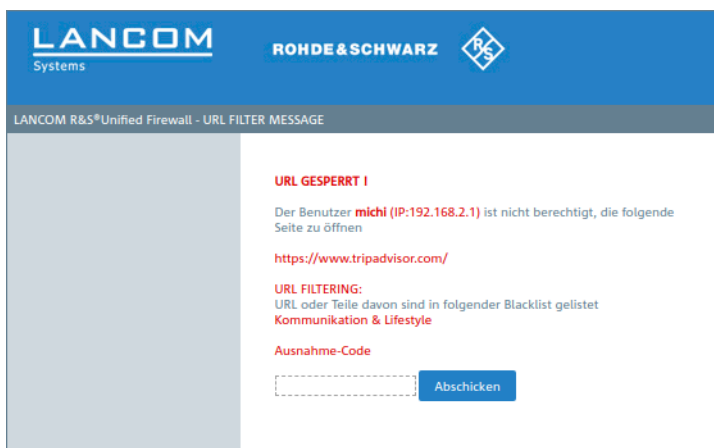 LANCOM
Systems
ROHDE&SCHWARZ
R&S
LANCOM R&S®Unified Firewall - URL FILTER MESSAGE
URL GESPERRT !
Der Benutzer michi (IP:192.168.2.1) ist nicht berechtigt, die folgende
Seite zu öffnen
https://www.tripadvisor.com/
URL FILTERING:
URL oder Teile davon sind in folgender Blacklist gelistet
Kommunikation & Lifestyle
Ausnahme-Code
Abschicken